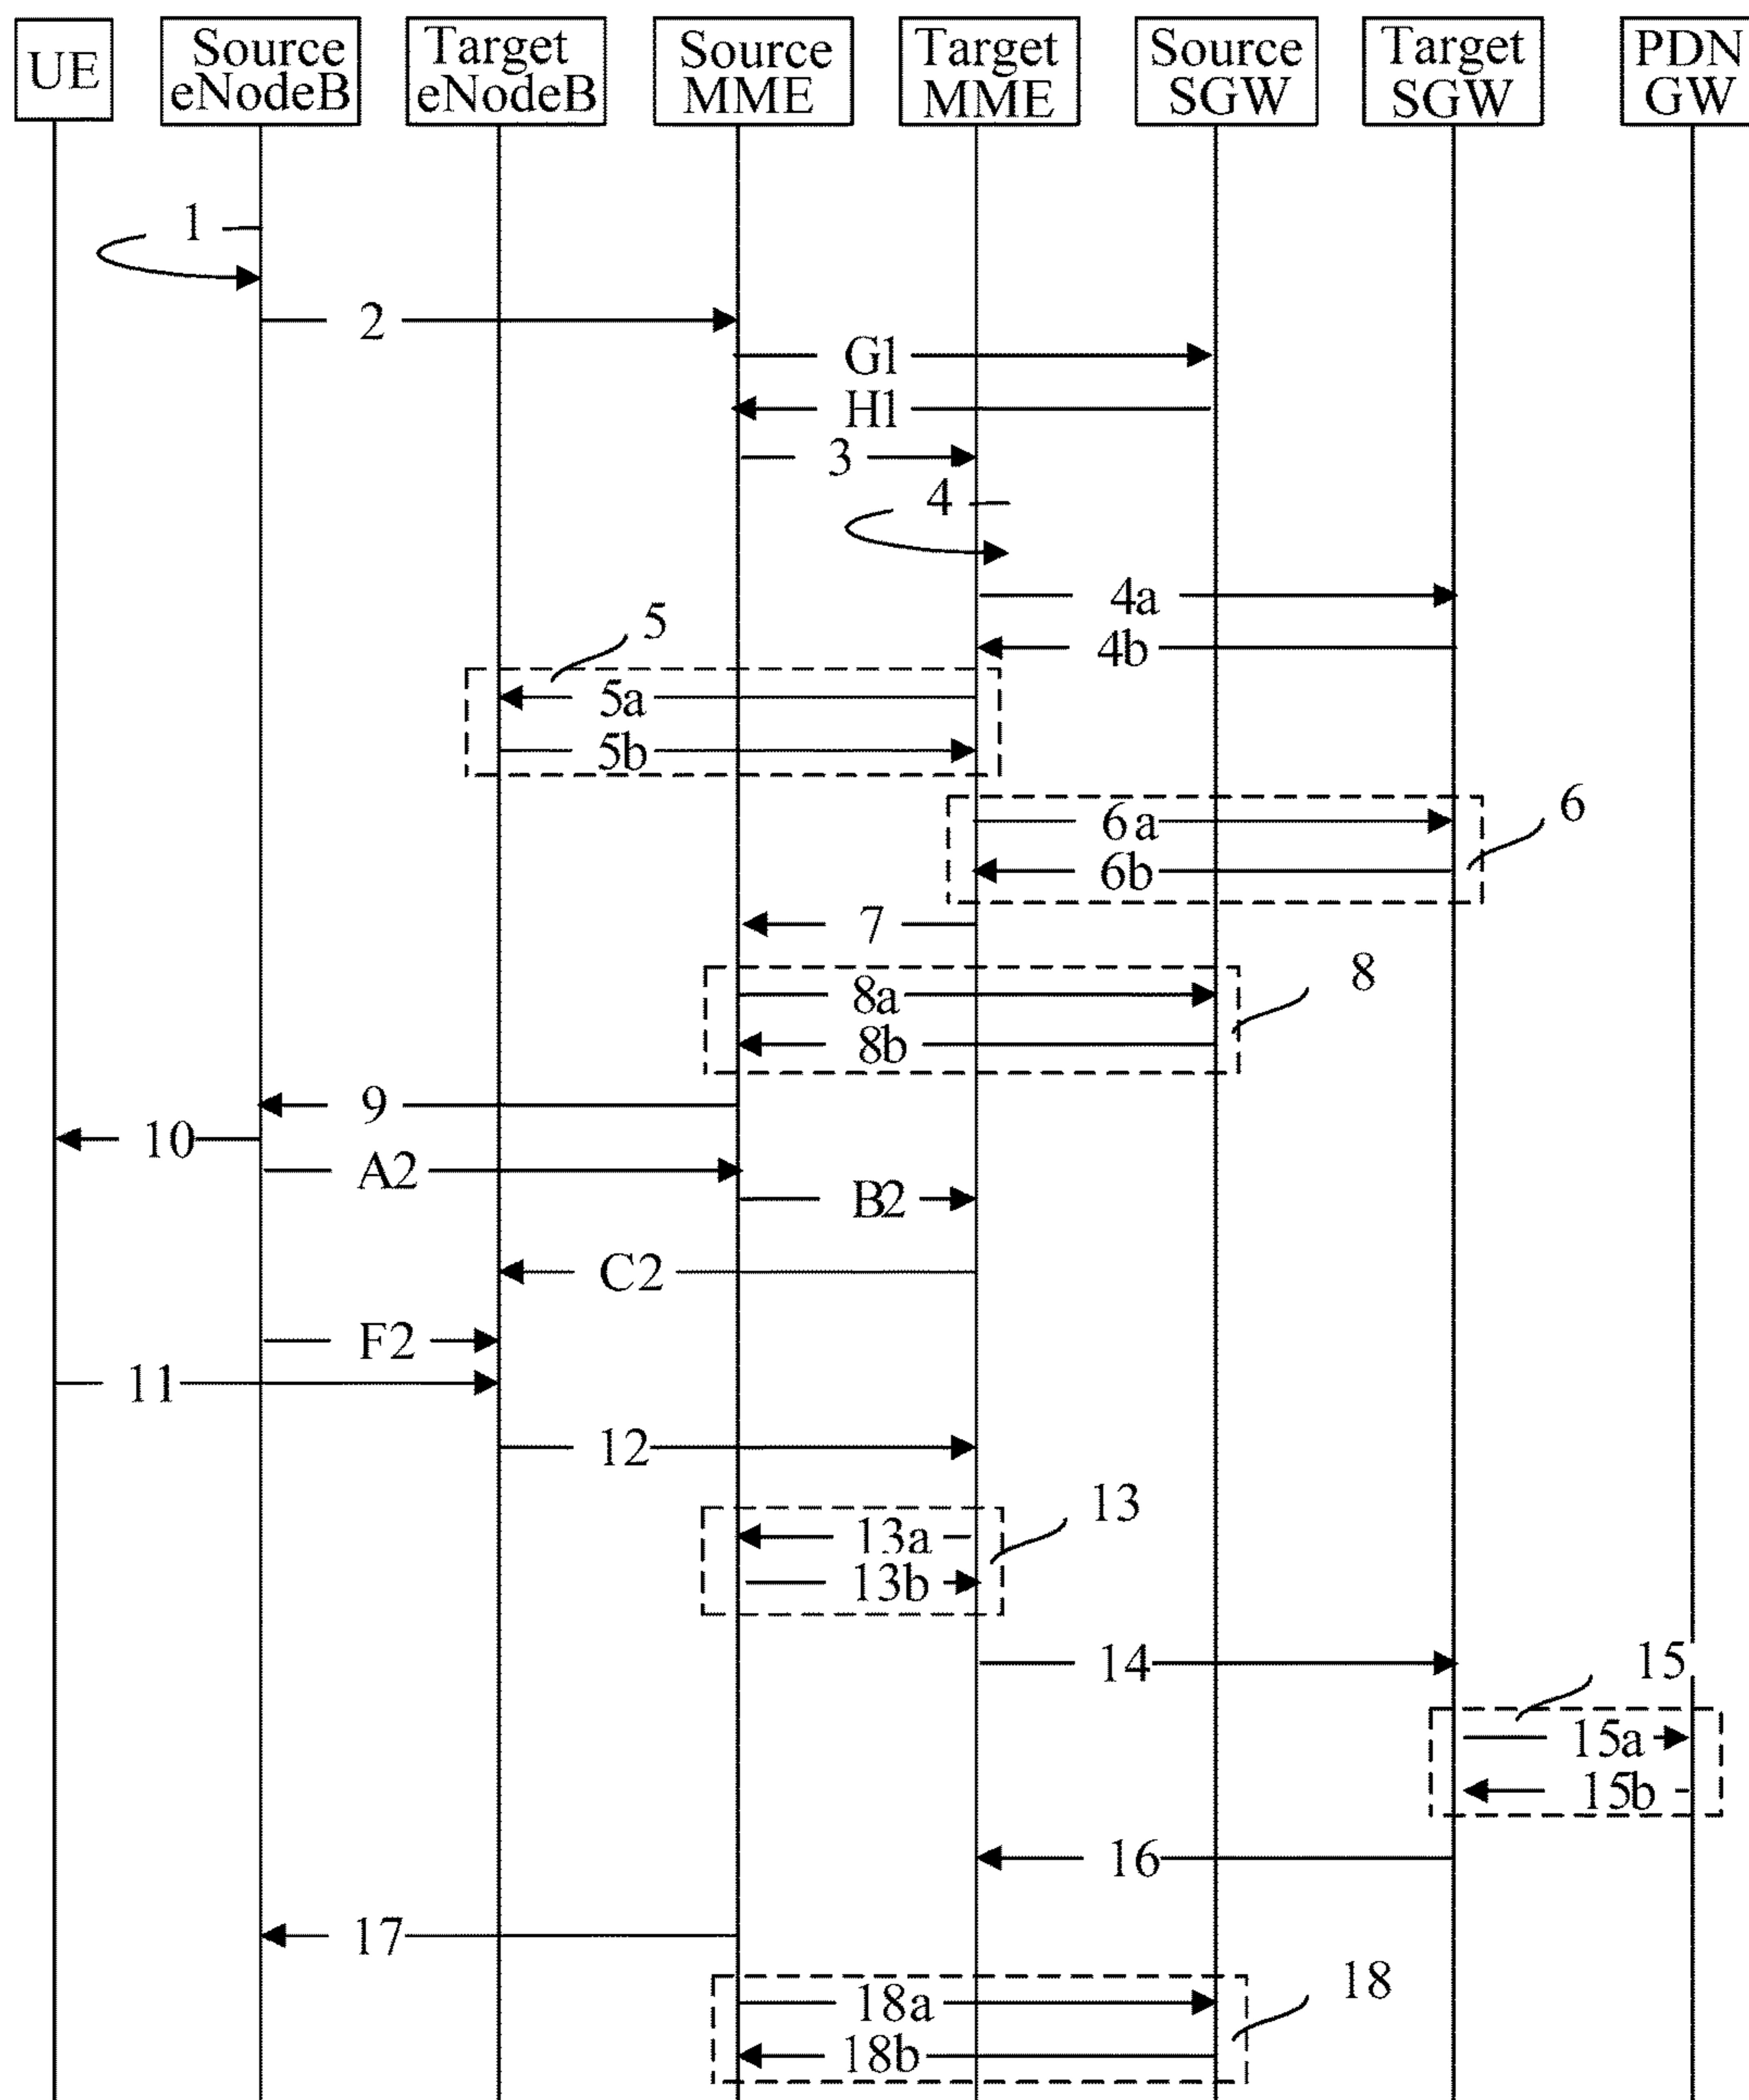 UE
Source
eNodeB
Target
eNodeB
Source
MME
Target
MME
Source
SGW
Target
SGW
PDN
GW
1
2
G1
H1
3
4
4a
4b
5
5a
5b
6
6a
6b
7
8
8a
8b
9
10
A2
B2
C2
F2
11
12
13
13a
13b
14
15
15a
15b
16
17
18
18a
18b